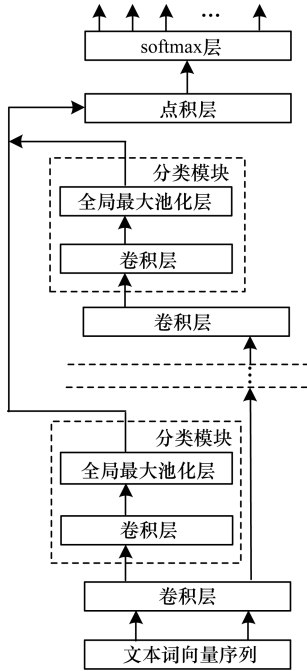 softmax层
点积层
分类模块
全局最大池化层
卷积层
卷积层
分类模块
全局最大池化层
卷积层
卷积层
文本词向量序列